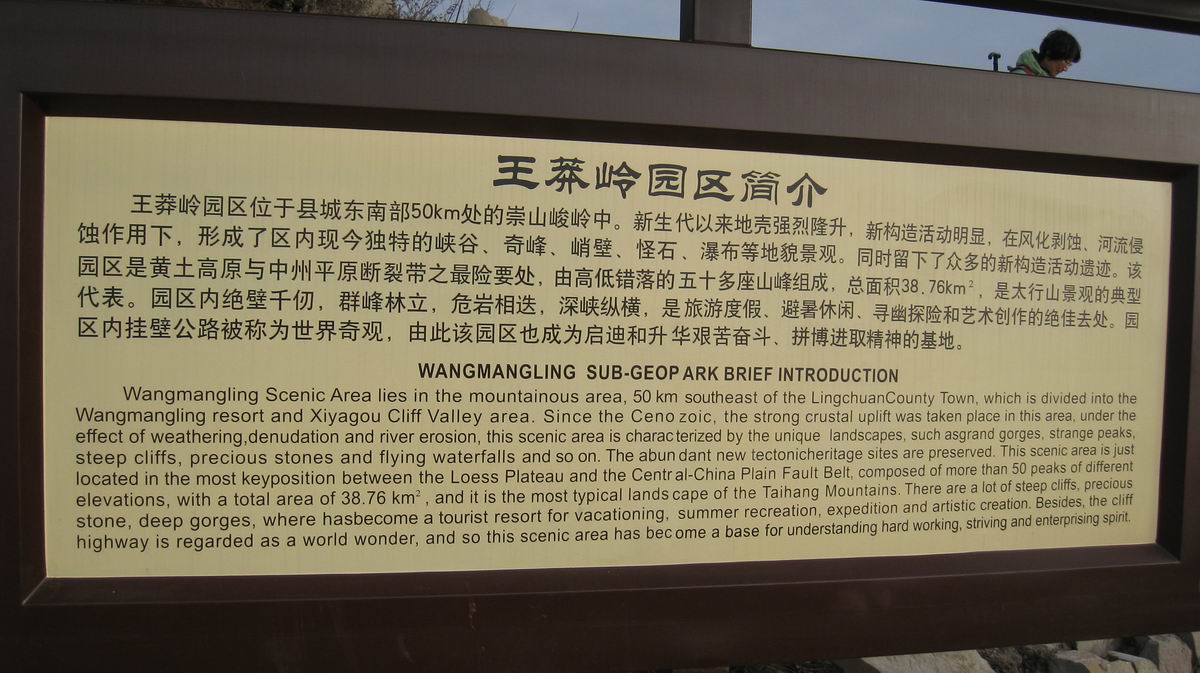 王莽岭园区简介
王莽岭园区位于县城东南部50km处的崇山峻岭中。新生代以来地壳强烈隆升，新构造活动明显，在风化剥蚀、河流侵
蚀作用下，形成了区内现今独特的峡谷、奇峰、峭壁、怪石、瀑布等地貌景观。同时留下了众多的新构造活动遗迹。该
园区是黄土高原与中州平原断裂带之最险要处，由高低错落的五十多座山峰组成，总面积38.76km²，是太行山景观的典型
代表。园区内绝壁千仞，群峰林立，危岩相迭，深峡纵横，是旅游度假、避暑休闲、寻幽探险和艺术创作的绝佳去处。园
区内挂壁公路被称为世界奇观，由此该园区也成为启迪和升华艰苦奋斗、拼博进取精神的基地。
WANGMANGLING SUB-GEOP ARK BRIEF INTRODUCTION
Wangmangling Scenic Area lies in the mountainous area, 50 km southeast of the LingchuanCounty Town, which is divided into the
Wangmangling resort and Xiyagou Cliff Valley area. Since the Ceno zoic, the strong crustal uplift was taken place in this area, under the
effect of weathering,denudation and river erosion, this scenic area is charac terized by the unique landscapes, such asgrand gorges, strange peaks,
steep cliffs, precious stones and flying waterfalls and so on. The abun dant new tectonicheritage sites are preserved. This scenic area is just
located in the most keyposition between the Loess Plateau and the Centr al-China Plain Fault Belt, composed of more than 50 peaks of different
elevations, with a total area of 38.76 km², and it is the most typical lands cape of the Taihang Mountains. There are a lot of steep cliffs, precious
stone, deep gorges, where hasbecome a tourist resort for vacationing, summer recreation, expedition and artistic creation. Besides, the cliff
highway is regarded as a world wonder, and so this scenic area has bec ome a base for understanding hard working, striving and enterprising spirit.